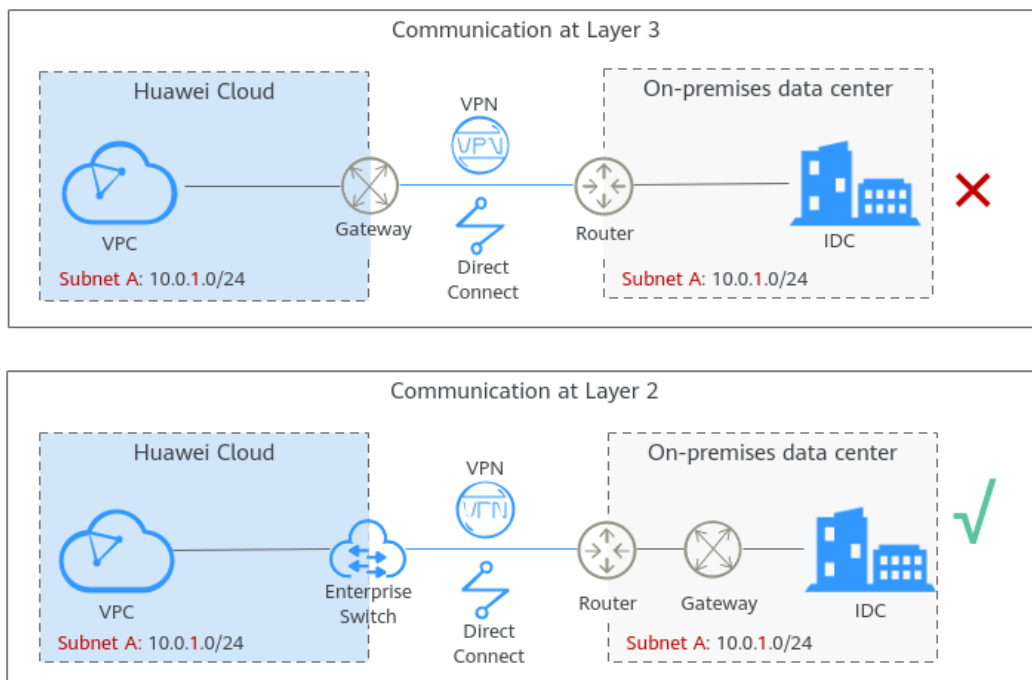 Communication at Layer 3
Huawei Cloud
On-premises data center
VPN
VPN
VPC
Gateway
Router
IDC
Direct
Connect
Subnet A: 10.0.1.0/24
Subnet A: 10.0.1.0/24
Communication at Layer 2
Huawei Cloud
On-premises data center
VPN
VPN
VPC
Enterprise
Switch
Router
Gateway
IDC
Direct
Connect
Subnet A: 10.0.1.0/24
Subnet A: 10.0.1.0/24